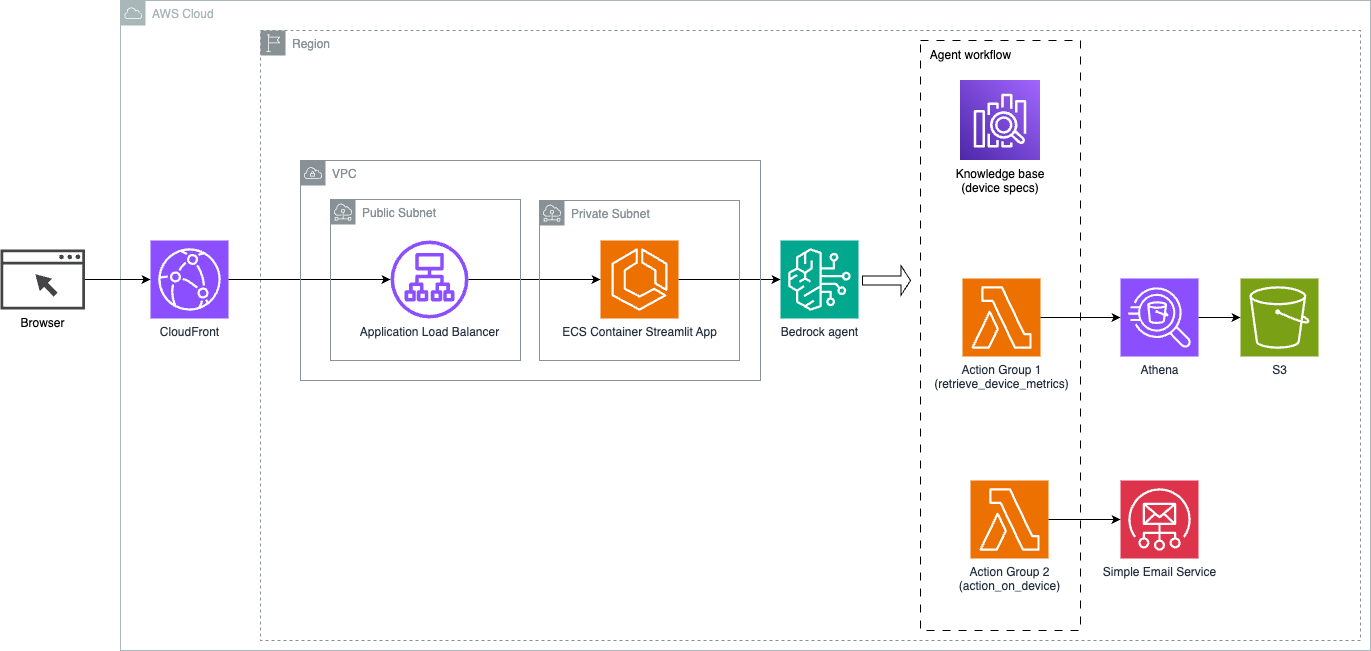 AWS Cloud
Region
Agent workflow
Knowledge base
(device specs)
VPC
Public Subnet
Private Subnet
Browser
CloudFront
Application Load Balancer
ECS Container Streamlit App
Bedrock agent
Action Group 1
(retrieve_device_metrics)
Athena
S3
Action Group 2
(action_on_device)
Simple Email Service